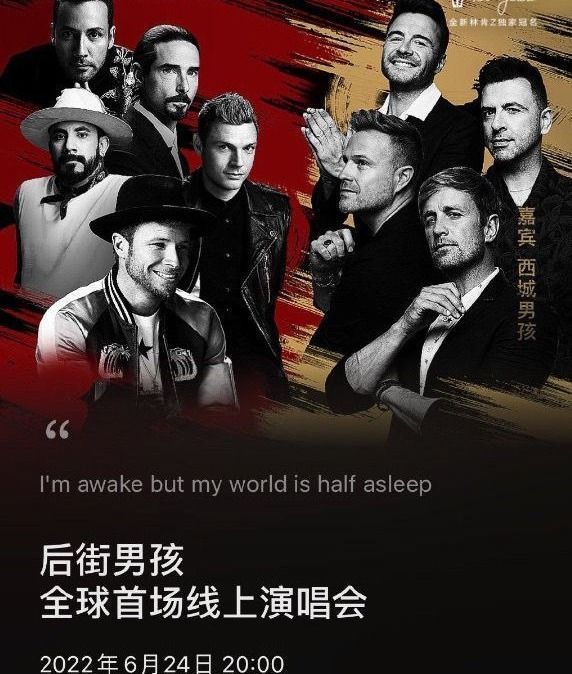 全新林肯Z独家冠名
嘉宾 西城男孩
“
I'm awake but my world is half asleep
后街男孩
全球首场线上演唱会
2022年6月24日 20:00